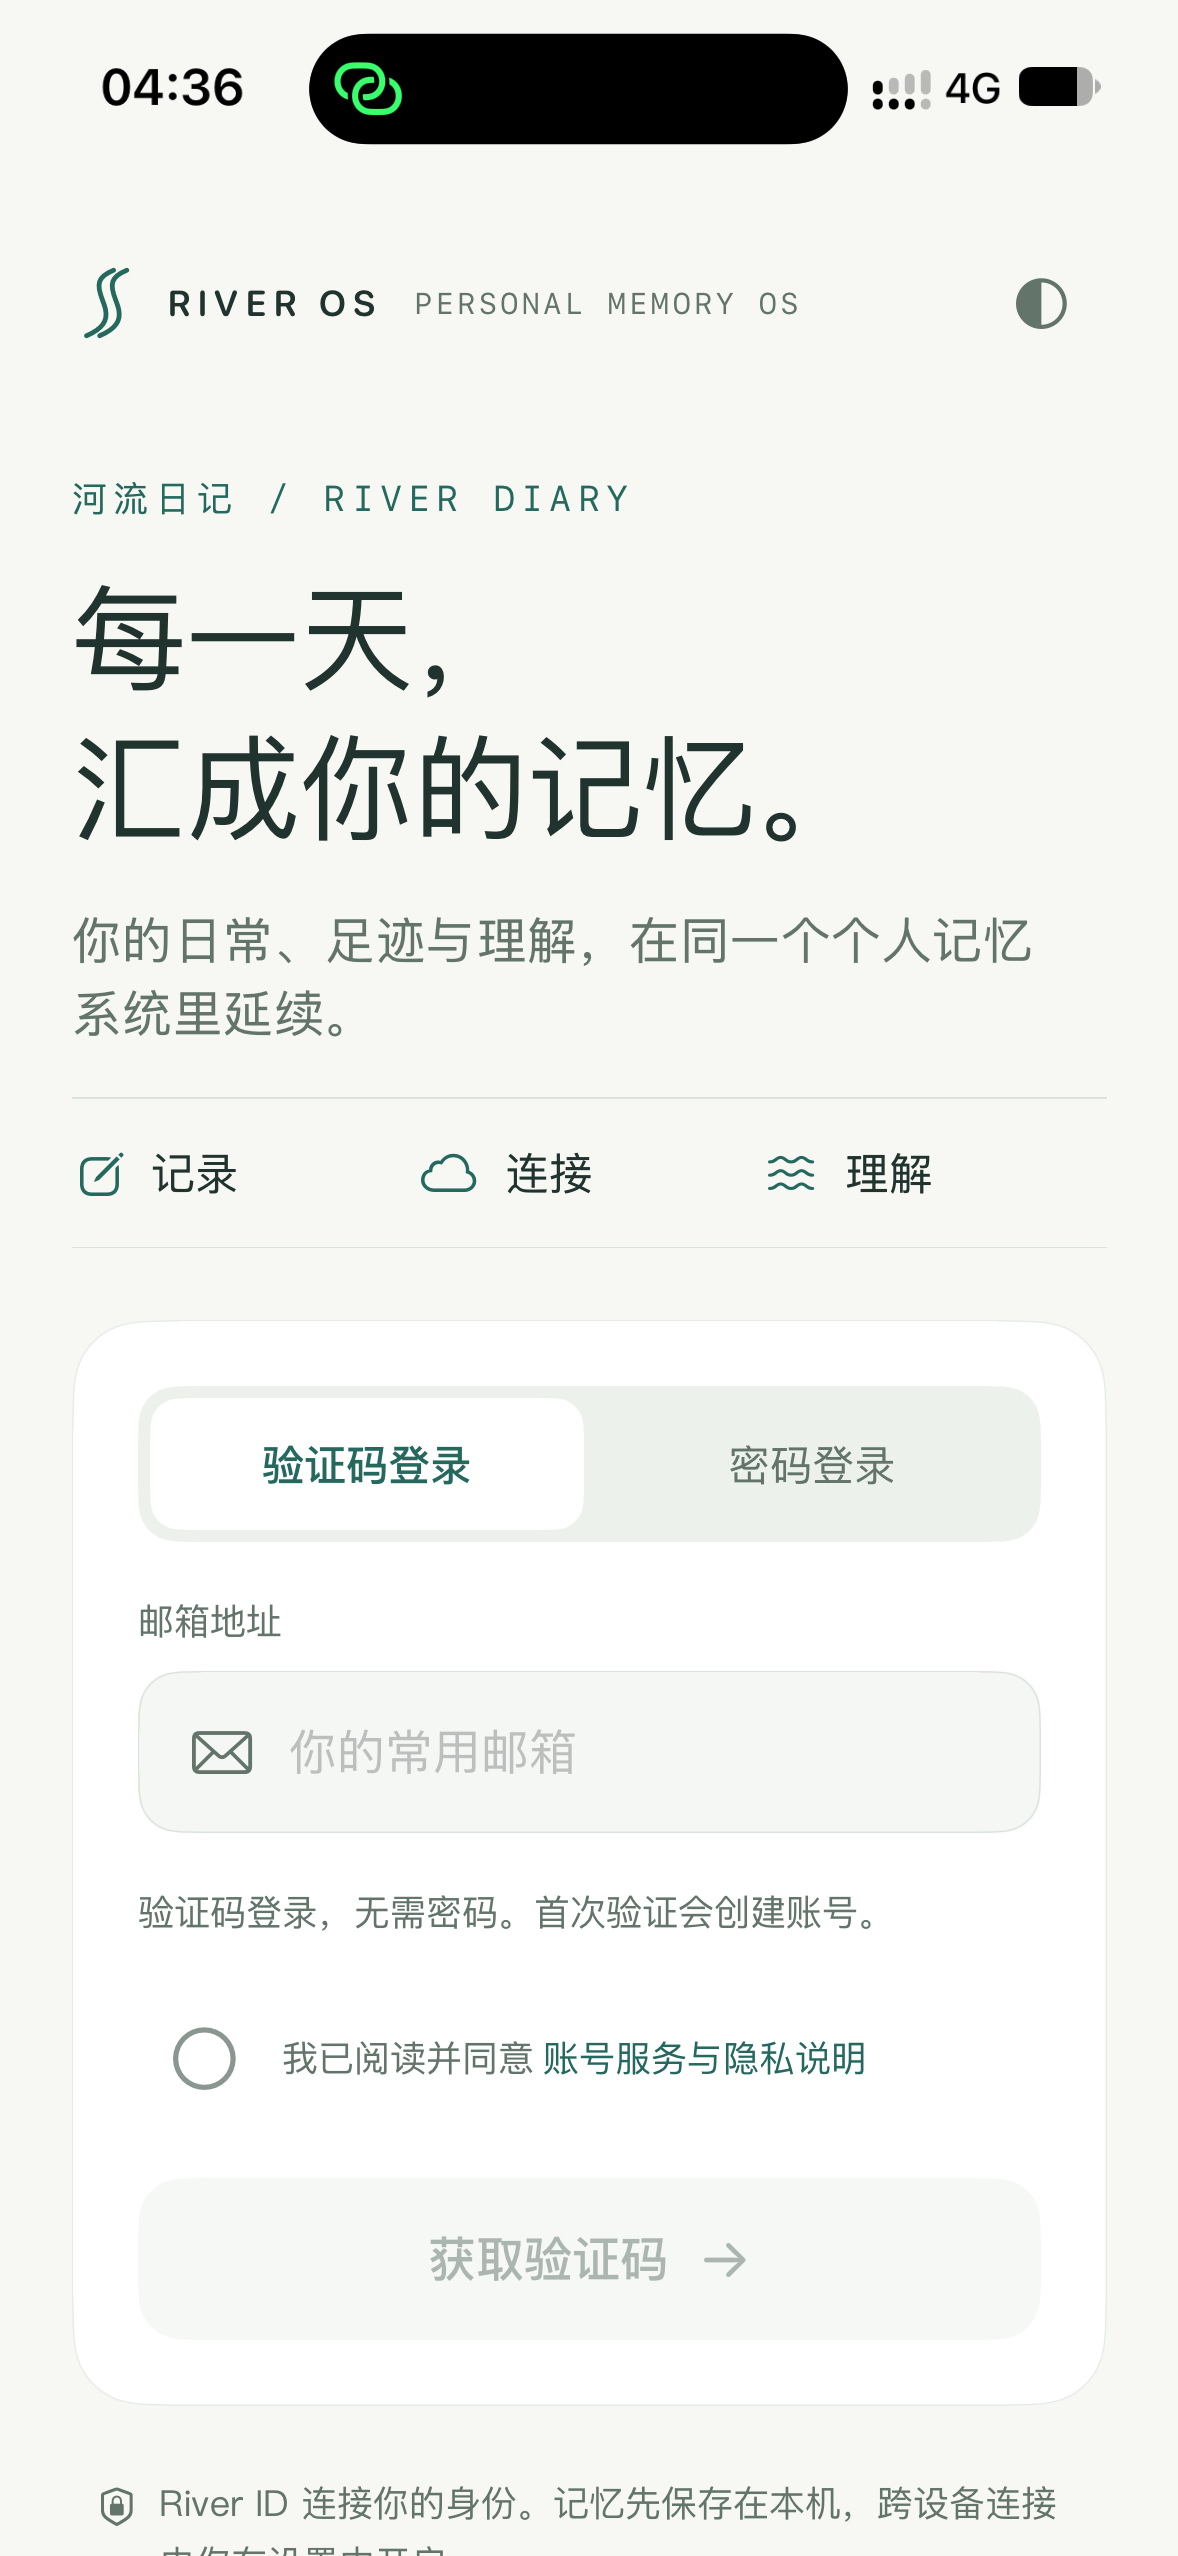 04:36
4G
RIVER OS PERSONAL MEMORY OS
河流日记 / RIVER DIARY
每一天，
汇成你的记忆。
你的日常、足迹与理解，在同一个个人记忆
系统里延续。
记录 连接 理解
验证码登录 密码登录
邮箱地址
你的常用邮箱
验证码登录，无需密码。首次验证会创建账号。
我已阅读并同意 账号服务与隐私说明
获取验证码 →
River ID 连接你的身份。记忆先保存在本机，跨设备连接